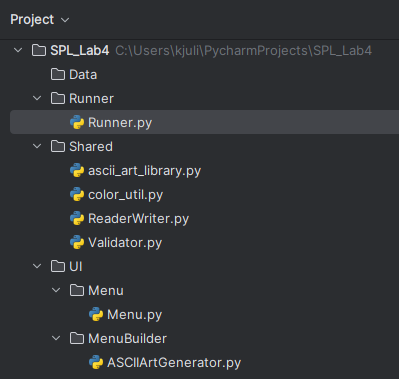 Project
SPL_Lab4 C:\Users\kjuli\PycharmProjects\SPL_Lab4
Data
Runner
Runner.py
Shared
ascii_art_library.py
color_util.py
ReaderWriter.py
Validator.py
UI
Menu
Menu.py
MenuBuilder
ASCIIArtGenerator.py